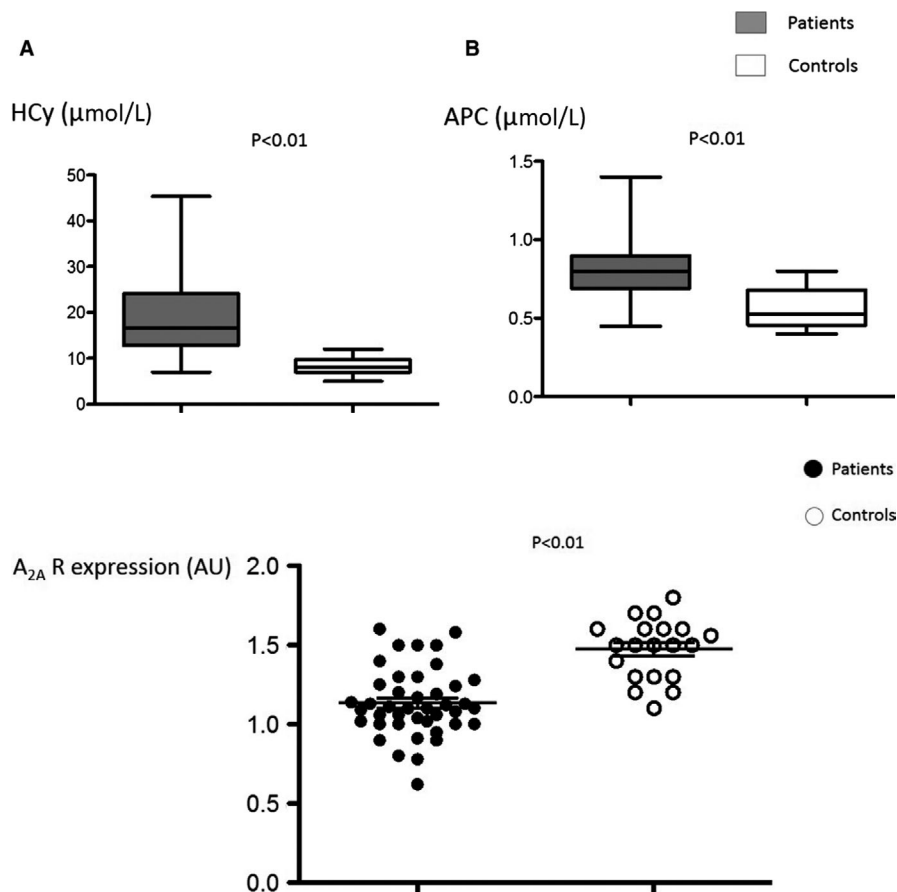 A
B
Patients
Controls
HCy (µmol/L)
APC (µmol/L)
P<0.01
P<0.01
50
40
30
20
10
0
1.5
1.0
0.5
0.0
Patients
Controls
P<0.01
A₂ₐ R expression (AU)
2.0
1.5
1.0
0.5
0.0